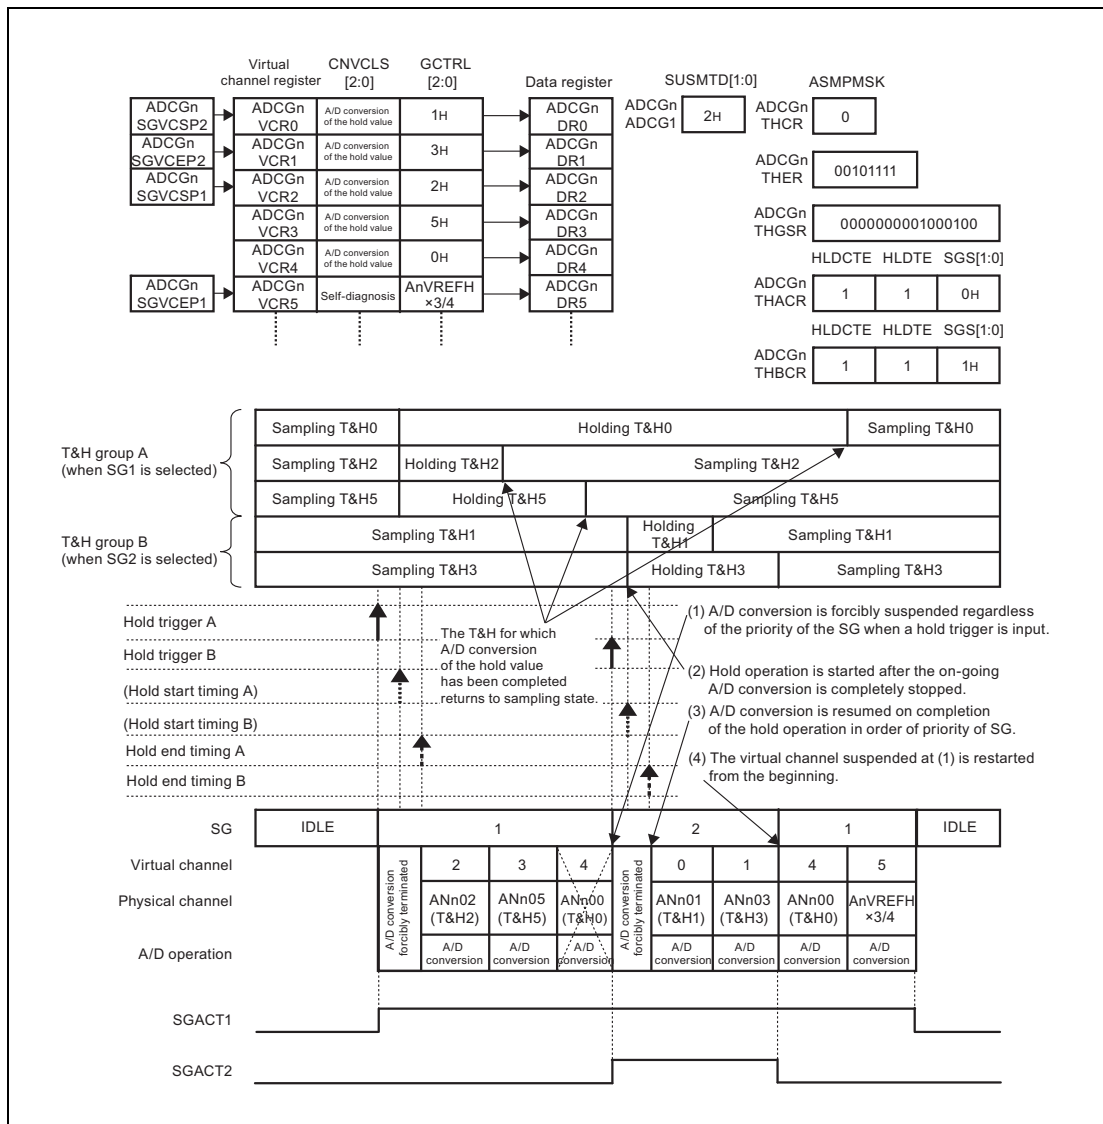 Virtual
channel register
CNVCLS
[2:0]
GCTRL
[2:0]
Data register
SUSMTD[1:0]
ASMPMSK
ADCGn
SGVCSP2
ADCGn
VCR0
A/D conversion
of the hold value
1H
ADCGn
DR0
ADCGn
ADCG1
2H
ADCGn
THCR
0
ADCGn
SGVCEP2
ADCGn
VCR1
A/D conversion
of the hold value
3H
ADCGn
DR1
ADCGn
THER
00101111
ADCGn
SGVCSP1
ADCGn
VCR2
A/D conversion
of the hold value
2H
ADCGn
DR2
ADCGn
VCR3
A/D conversion
of the hold value
5H
ADCGn
DR3
ADCGn
THGSR
0000000001000100
ADCGn
VCR4
A/D conversion
of the hold value
0H
ADCGn
DR4
HLDCTE HLDTE SGS[1:0]
ADCGn
THACR
1 1 0H
ADCGn
SGVCEP1
ADCGn
VCR5
Self-diagnosis
AnVREFH
×3/4
ADCGn
DR5
HLDCTE HLDTE SGS[1:0]
ADCGn
THBCR
1 1 1H
T&H group A
(when SG1 is selected)
Sampling T&H0 Holding T&H0 Sampling T&H0
Sampling T&H2 Holding T&H2 Sampling T&H2
Sampling T&H5 Holding T&H5 Sampling T&H5
T&H group B
(when SG2 is selected)
Sampling T&H1 Holding
T&H1 Sampling T&H1
Sampling T&H3 Holding T&H3 Sampling T&H3
Hold trigger A
Hold trigger B
(Hold start timing A)
(Hold start timing B)
Hold end timing A
Hold end timing B
The T&H for which
A/D conversion
of the hold value
has been completed
returns to sampling state.
(1) A/D conversion is forcibly suspended regardless
of the priority of the SG when a hold trigger is input.
(2) Hold operation is started after the on-going
A/D conversion is completely stopped.
(3) A/D conversion is resumed on completion
of the hold operation in order of priority of SG.
(4) The virtual channel suspended at (1) is restarted
from the beginning.
SG IDLE 1 2 1 IDLE
A/D conversion
forcibly terminated
A/D conversion
forcibly terminated
Virtual channel 2 3 4 0 1 4 5
Physical channel ANn02 ANn05 ANn00 ANn01 ANn03 ANn00 AnVREFH
(T&H2) (T&H5) (T&H0) (T&H1) (T&H3) (T&H0) ×3/4
A/D operation A/D A/D A/D A/D A/D A/D A/D
conversion conversion conversion conversion conversion conversion conversion
SGACT1
SGACT2